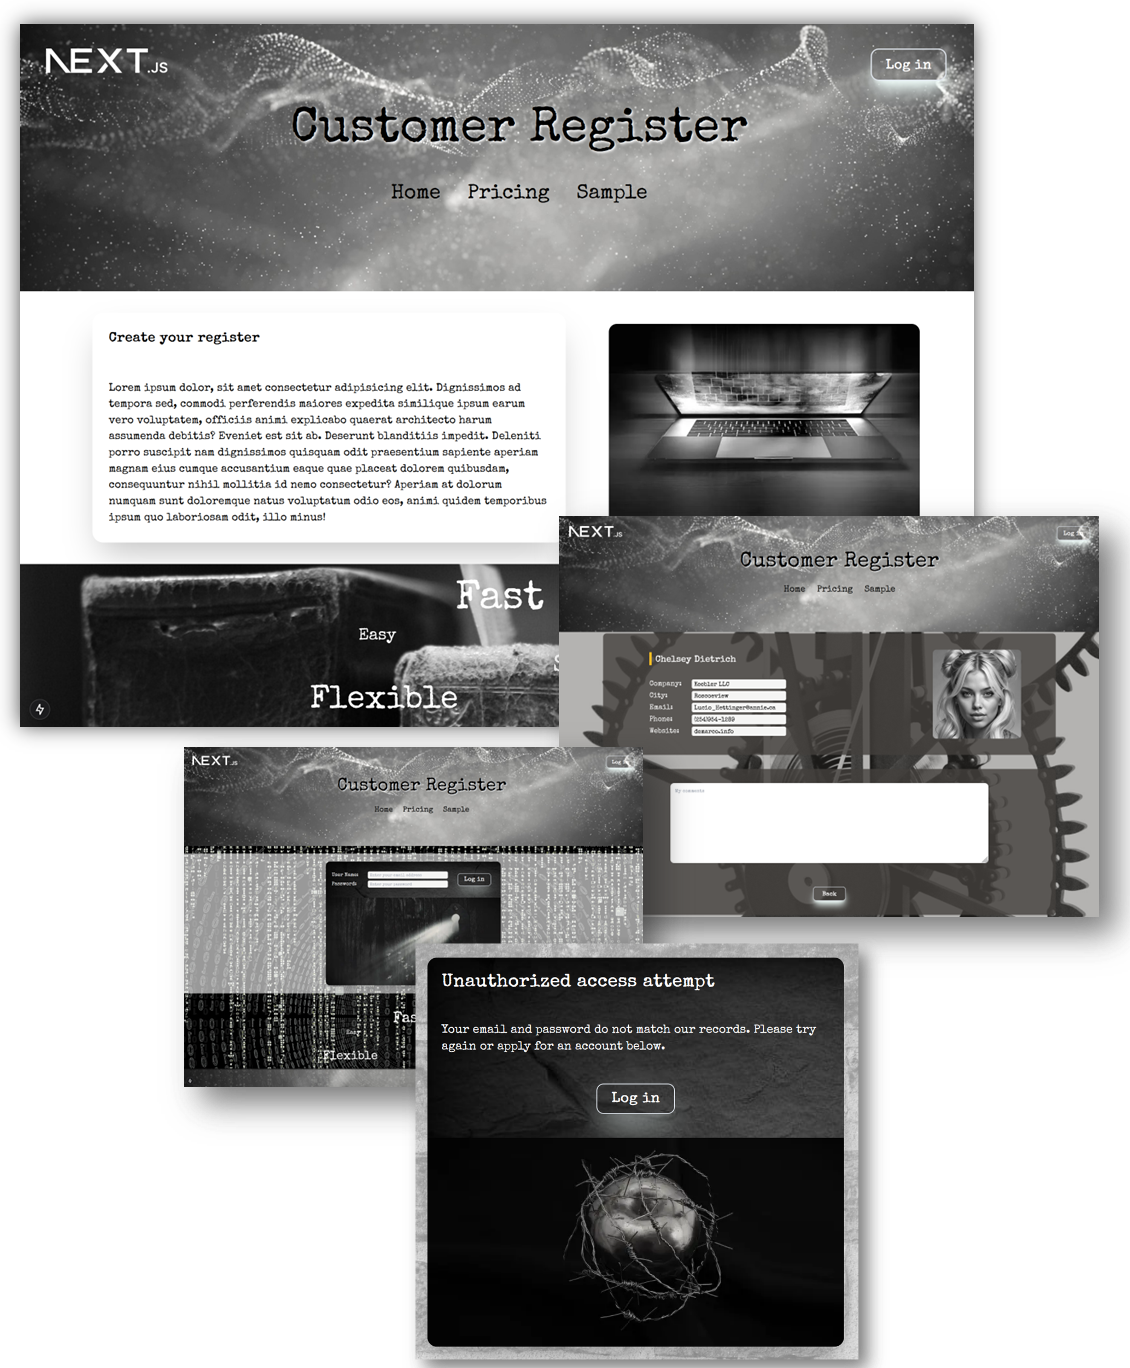 NEXT.JS
Log in
Customer Register
Home Pricing Sample
Create your register
Lorem ipsum dolor, sit amet consectetur adipisicing elit. Dignissimos ad
tempora sed, commodi perferendis maiores expedita similique ipsum earum
vero voluptatem, officiis animi explicabo quaerat architecto harum
assumenda debitis? Eveniet est sit ab. Deserunt blanditiis impedit. Deleniti
porro suscipit nam dignissimos quisquam odit praesentium sapiente aperiam
magnam eius cumque accusantium eaque quae placeat dolorem quibusdam,
consequuntur nihil mollitia id nemo consectetur? Aperiam at dolorum
numquam sunt doloremque natus voluptatum odio eos, animi quidem temporibus
ipsum quo laboriosam odit, illo minus!
Fast
Easy
Flexible
NEXT.JS
Log in
Customer Register
Home Pricing Sample
Chelsey Dietrich
Company: Keebler LLC
City: Roscoeview
Email: Lucio_Hettinger@annie.ca
Phone: (254)954-1289
Website: demarco.info
My comments
Back
NEXT.JS
Log
Customer Register
Home Pricing Sample
User Name: Enter your email address
Password: Enter your password
Log in
Fas
Easy
Flexible
Unauthorized access attempt
Your email and password do not match our records. Please try
again or apply for an account below.
Log in